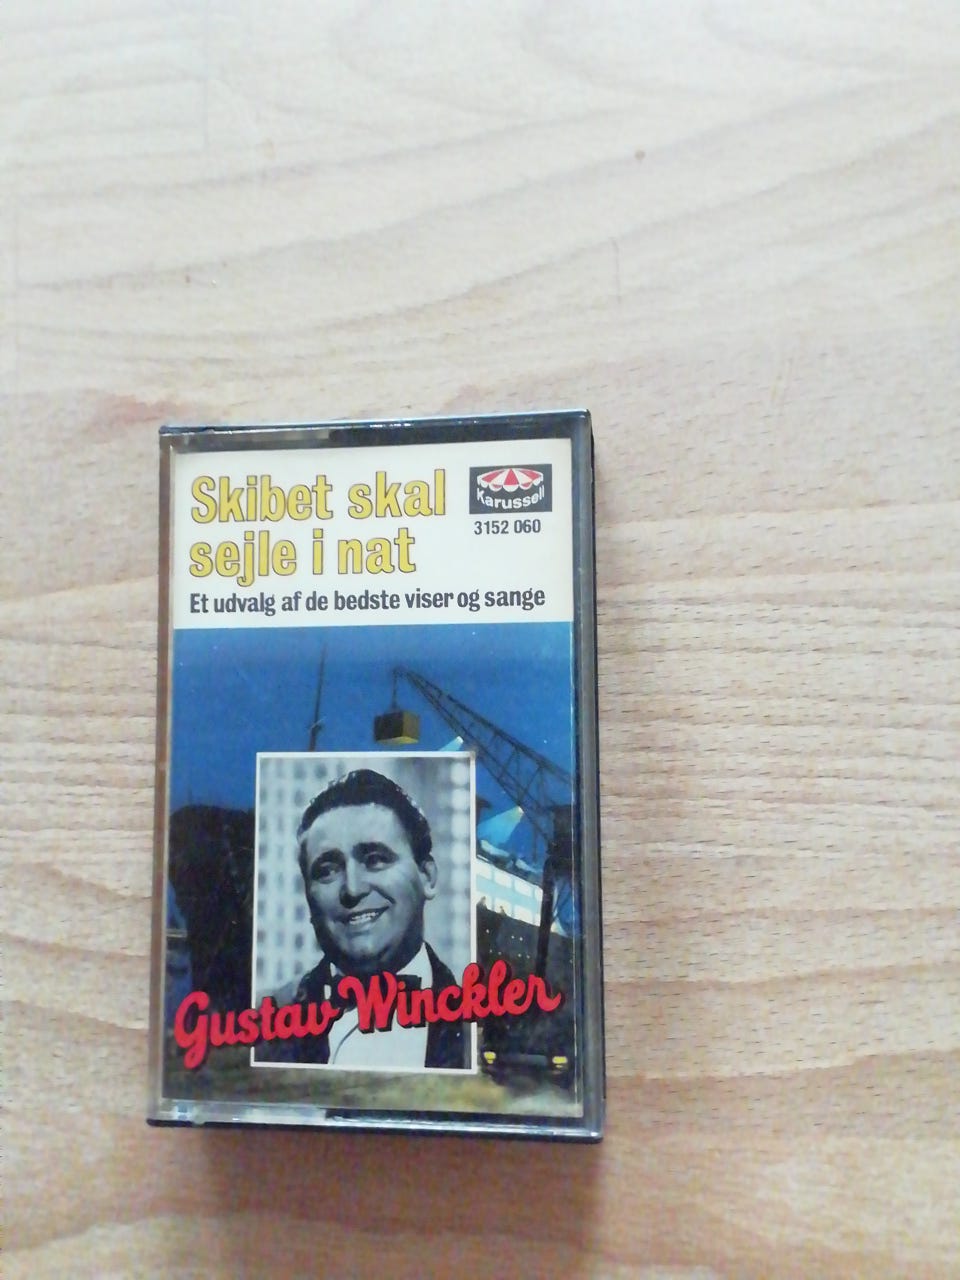 Skibet skal
sejle i nat
Karussell
3152 060
Et udvalg af de bedste viser og sange
Gustav Winckler